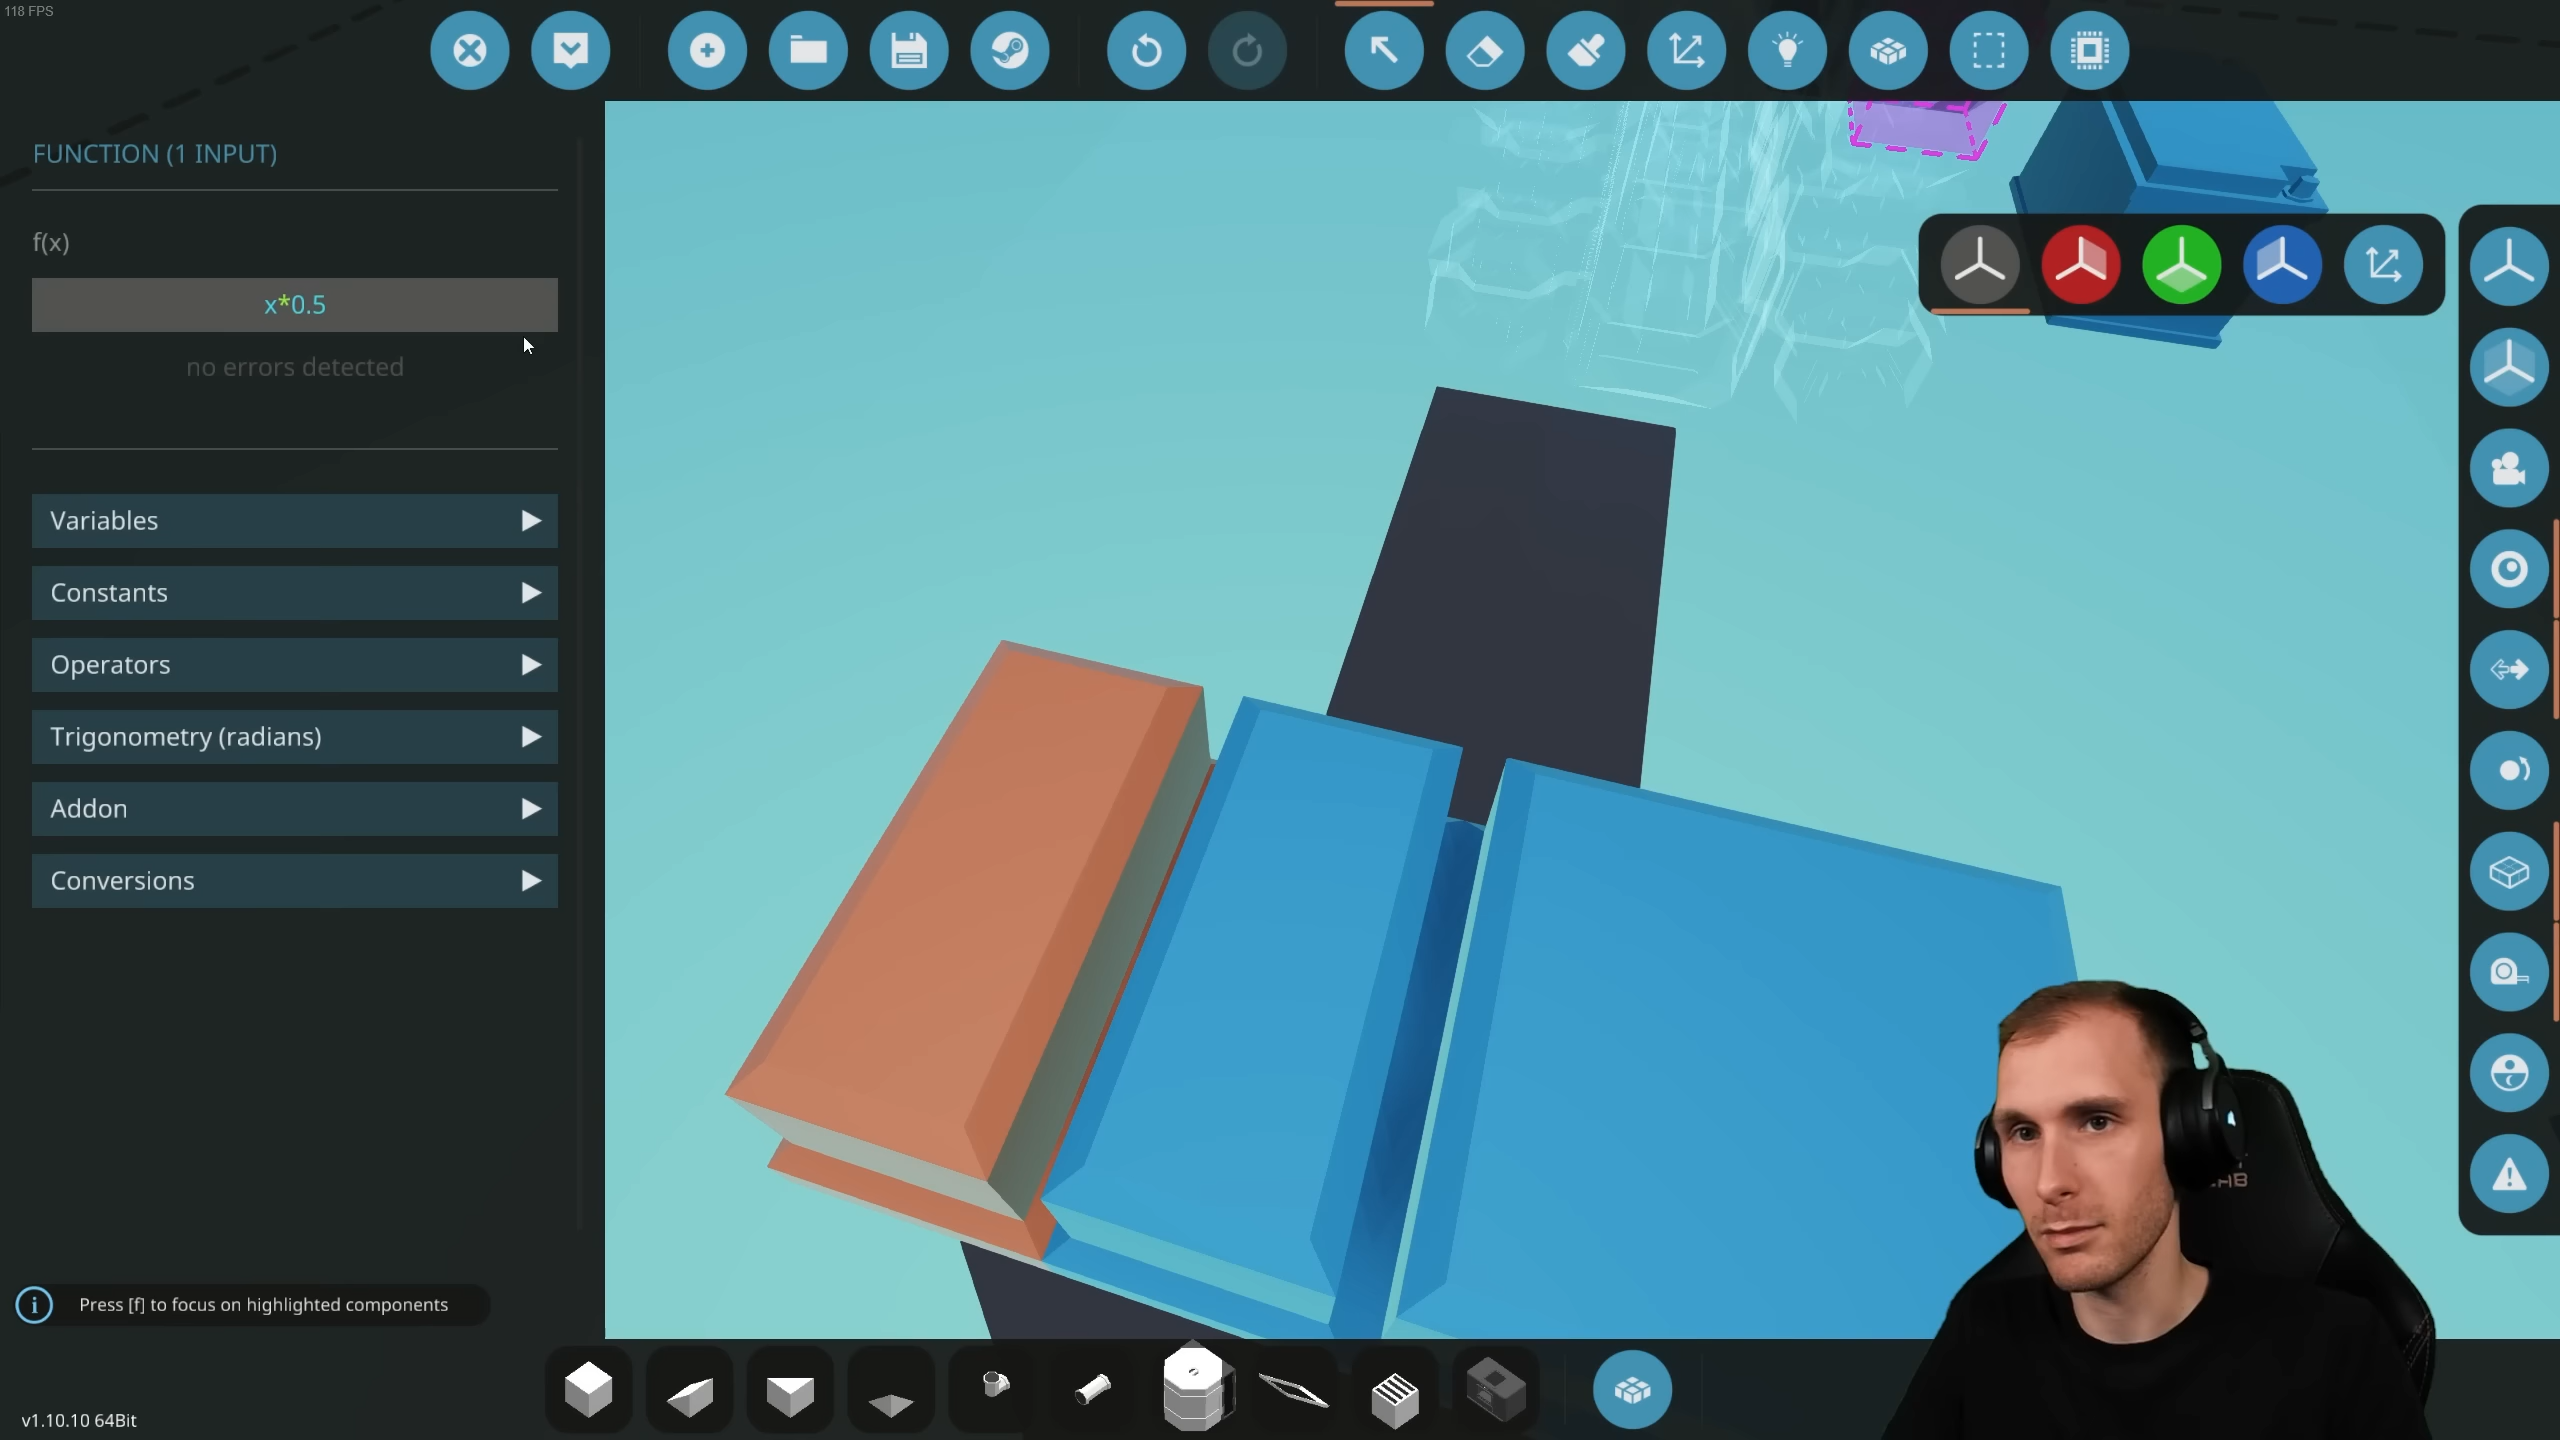 118 FPS
FUNCTION (1 INPUT)
f(x)
x*0.5
no errors detected
Variables
Constants
Operators
Trigonometry (radians)
Addon
Conversions
Press [f] to focus on highlighted components
v1.10.10 64Bit